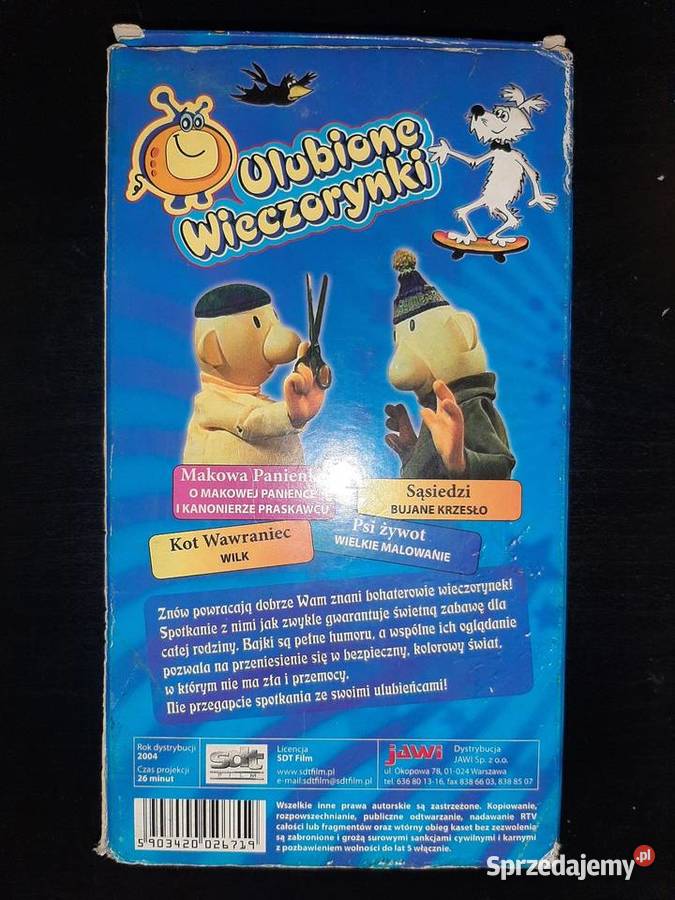 Ulubione
Wieczorynki
Makowa Panienka
O MAKOWEJ PANIENCE
I KANONIERZE PRASKAWCU
Sąsiedzi
BUJANE KRZESŁO
Kot Wawraniec
WILK
Psi żywot
WIELKIE MALOWANIE
Znów powracają dobrze Wam znani bohaterowie wieczorynek!
Spotkanie z nimi jak zwykle gwarantuje świetną zabawę dla
całej rodziny. Bajki są pełne humoru, a wspólne ich oglądanie
pozwala na przeniesienie się w bezpieczny, kolorowy świat,
w którym nie ma zła i przemocy.
Nie przegapcie spotkania ze swoimi ulubieńcami!
Rok dystrybucji
2004
Czas projekcji
26 minut
sdt
FILM
Licencja
SDT Film
www.sdtfilm.pl
e-mail:sdtfilm@sdtfilm.pl
JAWI
Dystrybucja
JAWI Sp. z o.o.
ul. Okopowa 78, 01-024 Warszawa
tel. 636 80 13-16, fax 838 66 03, 838 85 07
5903420026719
Wszelkie inne prawa autorskie są zastrzeżone. Kopiowanie,
rozpowszechnianie, publiczne odtwarzanie, nadawanie RTV
całości lub fragmentów oraz wtórny obieg kaset bez zezwolenia
są zabronione i grożą surowymi sankcjami cywilnymi i karnymi
z pozbawieniem wolności do lat 5 włącznie.
Sprzedajemy.pl